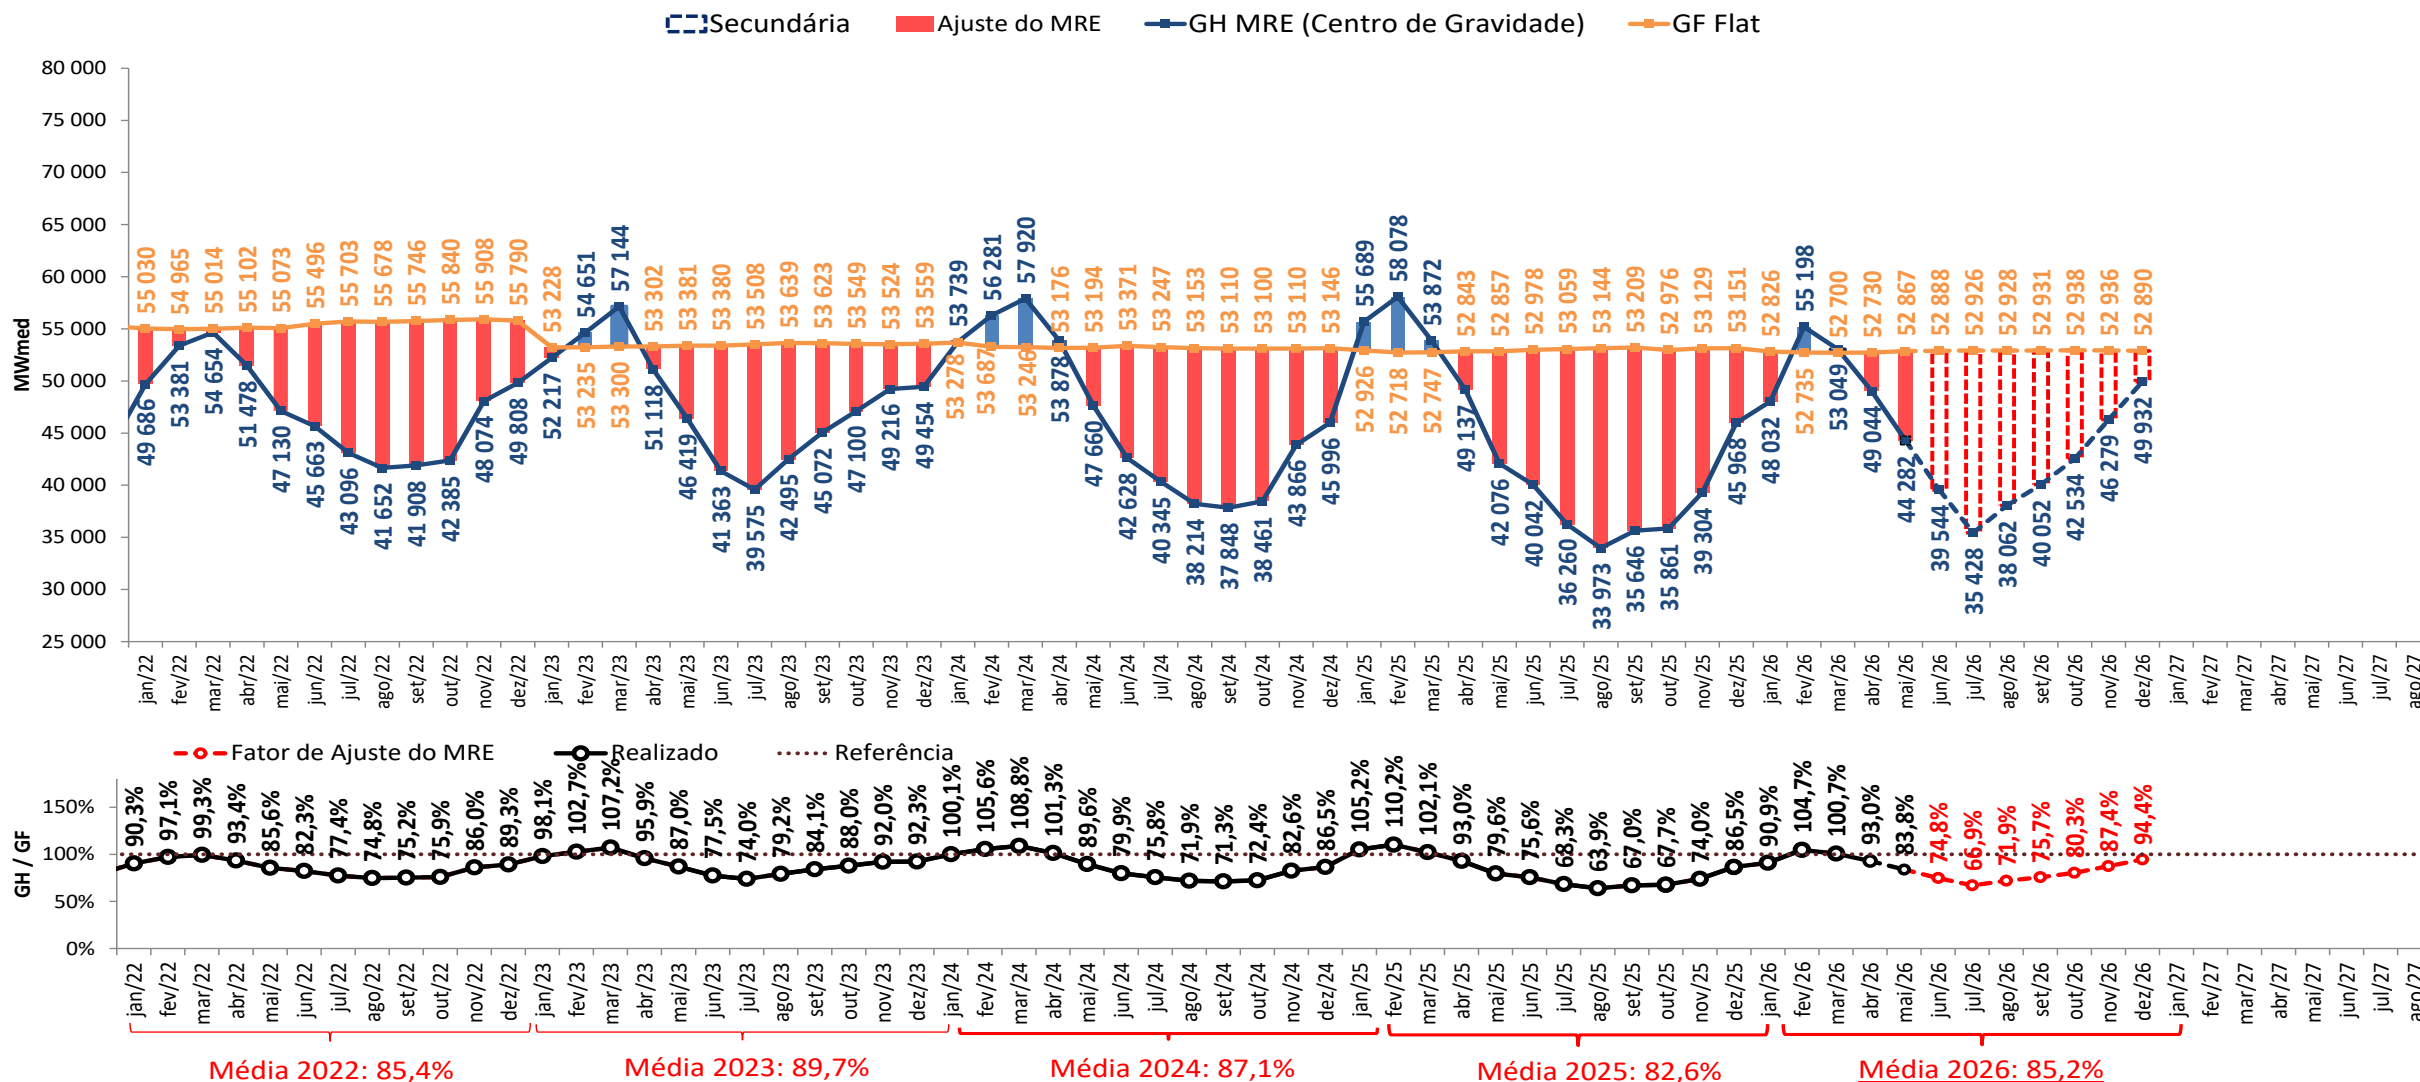 Secundária Ajuste do MRE GH MRE (Centro de Gravidade) GF Flat
80 000
75 000
70 000
65 000
60 000
55 000
50 000
45 000
40 000
35 000
30 000
25 000
MWmed
55 030 54 965 55 014 55 102 55 073 55 496 55 703 55 678 55 746 55 840 55 908 55 790 53 228 53 235 53 300 53 302 53 381 53 380 53 508 53 639 53 623 53 549 53 524 53 559 53 278 53 687 53 246 53 176 53 194 53 371 53 247 53 153 53 110 53 100 53 110 53 146 52 926 52 718 52 747 52 843 52 857 52 978 53 059 53 144 53 209 52 976 53 129 53 151 52 826 52 735 52 700 52 730 52 867 52 888 52 926 52 928 52 931 52 938 52 936 52 890
49 686 53 381 54 654 51 478 47 130 45 663 43 096 41 652 41 908 42 385 48 074 49 808 52 217 54 651 57 144 51 118 46 419 41 363 39 575 42 495 45 072 47 100 49 216 49 454 53 739 56 281 57 920 53 878 47 660 42 628 40 345 38 214 37 848 38 461 43 866 45 996 55 689 58 078 53 872 49 137 42 076 40 042 36 260 33 973 35 646 35 861 39 304 45 968 48 032 55 198 53 049 49 044 44 282 39 544 35 428 38 062 40 052 42 534 46 279 49 932
jan/22 fev/22 mar/22 abr/22 mai/22 jun/22 jul/22 ago/22 set/22 out/22 nov/22 dez/22 jan/23 fev/23 mar/23 abr/23 mai/23 jun/23 jul/23 ago/23 set/23 out/23 nov/23 dez/23 jan/24 fev/24 mar/24 abr/24 mai/24 jun/24 jul/24 ago/24 set/24 out/24 nov/24 dez/24 jan/25 fev/25 mar/25 abr/25 mai/25 jun/25 jul/25 ago/25 set/25 out/25 nov/25 dez/25 jan/26 fev/26 mar/26 abr/26 mai/26 jun/26 jul/26 ago/26 set/26 out/26 nov/26 dez/26 jan/27 fev/27 mar/27 abr/27 mai/27 jun/27 jul/27 ago/27
Fator de Ajuste do MRE Realizado Referência
150%
100%
50%
0%
GH / GF
90,3% 97,1% 99,3% 93,4% 85,6% 82,3% 77,4% 74,8% 75,2% 75,9% 86,0% 89,3% 98,1% 102,7% 107,2% 95,9% 87,0% 77,5% 74,0% 79,2% 84,1% 88,0% 92,0% 92,3% 100,1% 105,6% 108,8% 101,3% 89,6% 79,9% 75,8% 71,9% 71,3% 72,4% 82,6% 86,5% 105,2% 110,2% 102,1% 93,0% 79,6% 75,6% 68,3% 63,9% 67,0% 67,7% 74,0% 86,5% 90,9% 104,7% 100,7% 93,0% 83,8% 74,8% 66,9% 71,9% 75,7% 80,3% 87,4% 94,4%
jan/22 fev/22 mar/22 abr/22 mai/22 jun/22 jul/22 ago/22 set/22 out/22 nov/22 dez/22 jan/23 fev/23 mar/23 abr/23 mai/23 jun/23 jul/23 ago/23 set/23 out/23 nov/23 dez/23 jan/24 fev/24 mar/24 abr/24 mai/24 jun/24 jul/24 ago/24 set/24 out/24 nov/24 dez/24 jan/25 fev/25 mar/25 abr/25 mai/25 jun/25 jul/25 ago/25 set/25 out/25 nov/25 dez/25 jan/26 fev/26 mar/26 abr/26 mai/26 jun/26 jul/26 ago/26 set/26 out/26 nov/26 dez/26 jan/27 fev/27 mar/27 abr/27 mai/27 jun/27 jul/27 ago/27
Média 2022: 85,4% Média 2023: 89,7% Média 2024: 87,1% Média 2025: 82,6% Média 2026: 85,2%